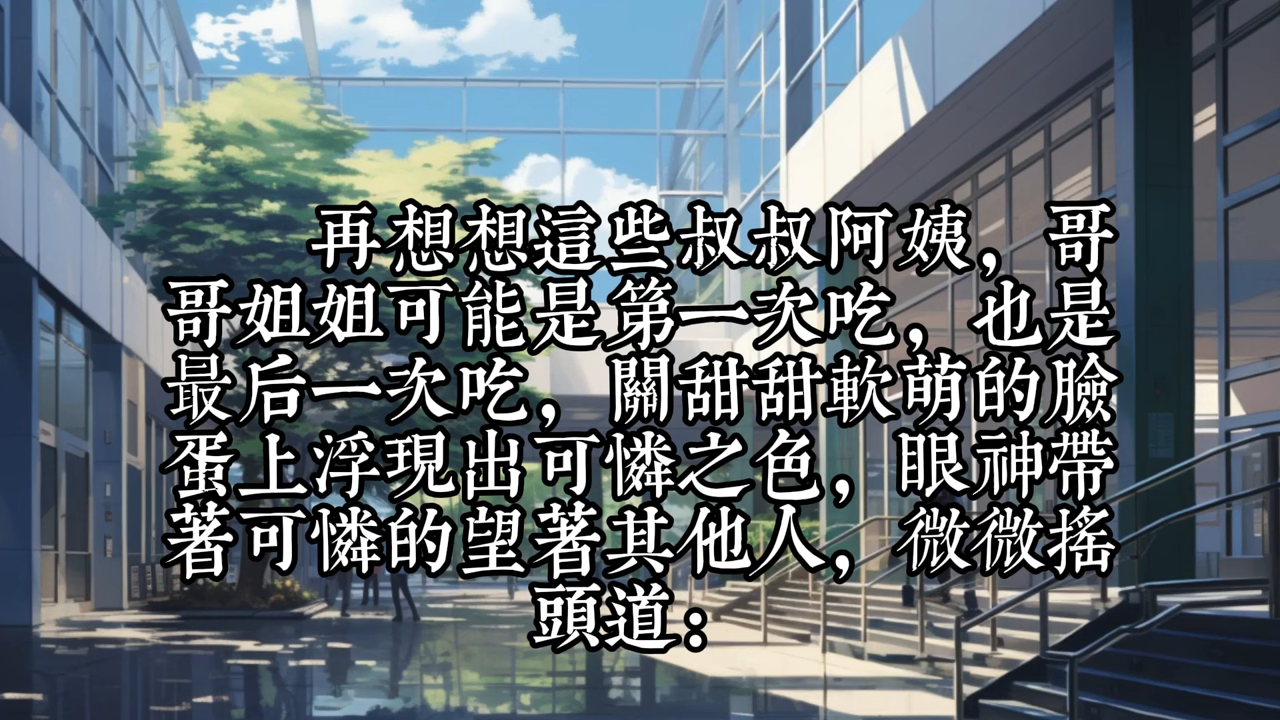 再想想這些叔叔阿姨，哥
哥姐姐可能是第一次吃，也是
最后一次吃，關甜甜軟萌的臉
蛋上浮現出可憐之色，眼神帶
著可憐的望著其他人，微微搖
頭道：